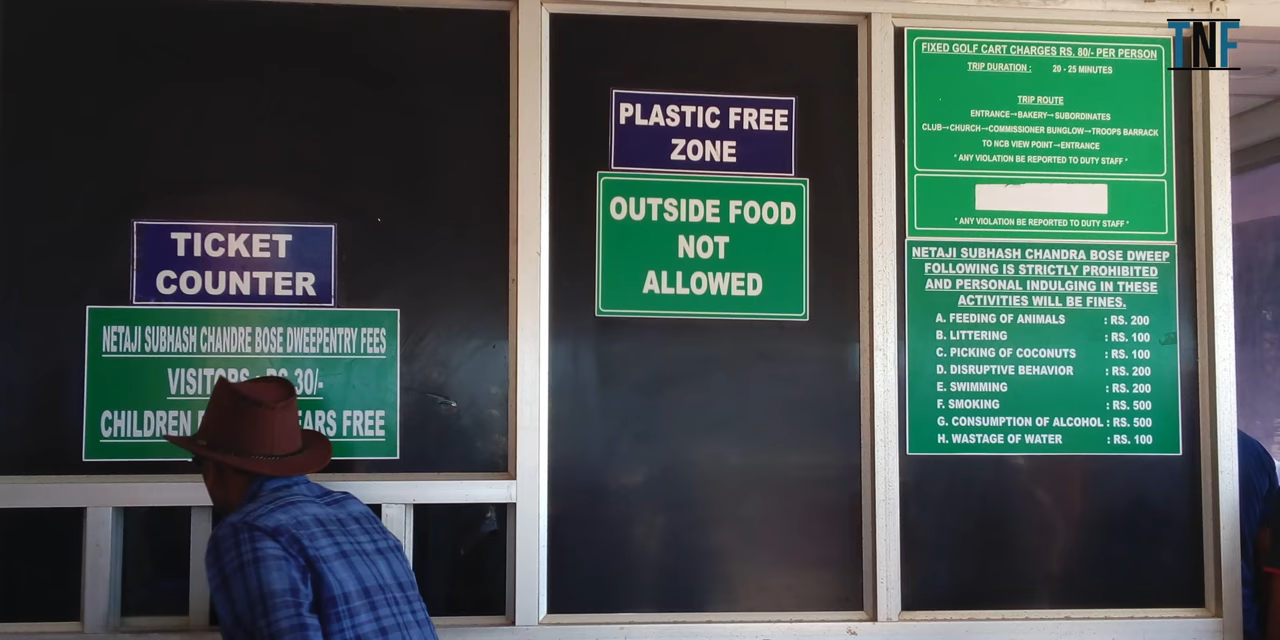 TICKET
COUNTER
NETAJI SUBHASH CHANDRE BOSE DWEEPENTRY FEES
VISITORS : RS 30/-
CHILDREN EARS FREE
PLASTIC FREE
ZONE
OUTSIDE FOOD
NOT
ALLOWED
FIXED GOLF CART CHARGES RS. 80/- PER PERSON
TRIP DURATION : 20 - 25 MINUTES
TRIP ROUTE
ENTRANCE→BAKERY→SUBORDINATES
CLUB→CHURCH→COMMISSIONER BUNGLOW→TROOPS BARRACK
TO NCB VIEW POINT→ENTRANCE
* ANY VIOLATION BE REPORTED TO DUTY STAFF *
* ANY VIOLATION BE REPORTED TO DUTY STAFF *
NETAJI SUBHASH CHANDRA BOSE DWEEP
FOLLOWING IS STRICTLY PROHIBITED
AND PERSONAL INDULGING IN THESE
ACTIVITIES WILL BE FINES.
A. FEEDING OF ANIMALS : RS. 200
B. LITTERING : RS. 100
C. PICKING OF COCONUTS : RS. 100
D. DISRUPTIVE BEHAVIOR : RS. 200
E. SWIMMING : RS. 200
F. SMOKING : RS. 500
G. CONSUMPTION OF ALCOHOL : RS. 500
H. WASTAGE OF WATER : RS. 100
TNF